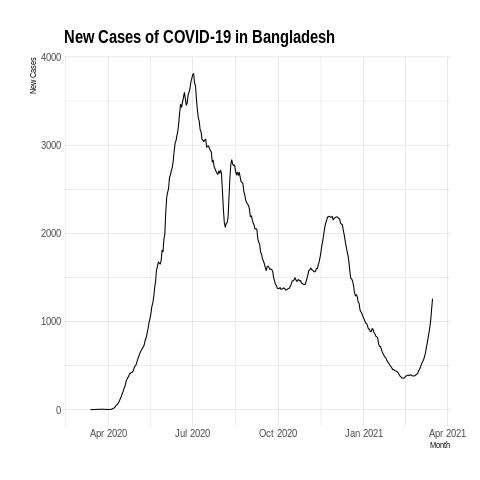 New Cases of COVID-19 in Bangladesh
New Cases
4000
3000
2000
1000
0
Apr 2020 Jul 2020 Oct 2020 Jan 2021 Apr 2021
Month